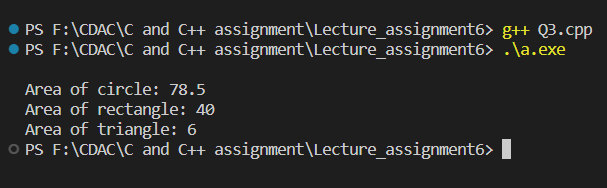 PS F:\CDAC\C and C++ assignment\Lecture_assignment6> g++ Q3.cpp
PS F:\CDAC\C and C++ assignment\Lecture_assignment6> .\a.exe
Area of circle: 78.5
Area of rectangle: 40
Area of triangle: 6
PS F:\CDAC\C and C++ assignment\Lecture_assignment6>